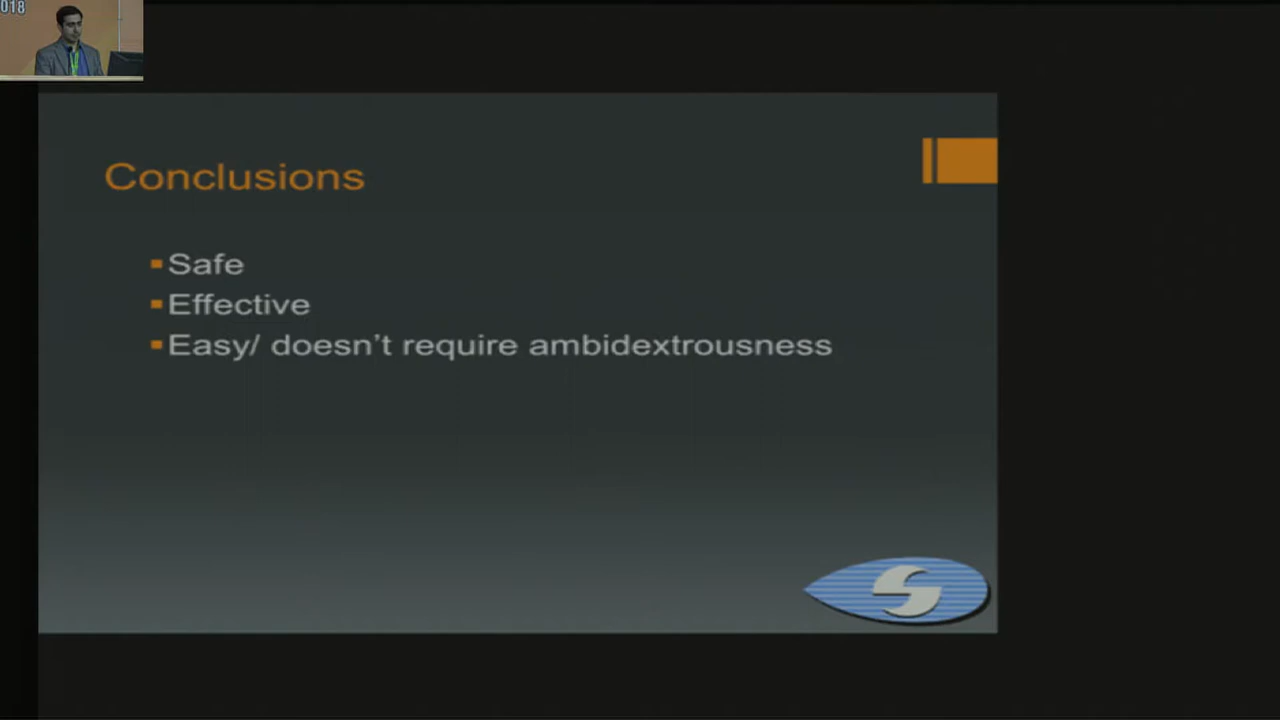 018
Conclusions
Safe
Effective
Easy/ doesn't require ambidextrousness
S